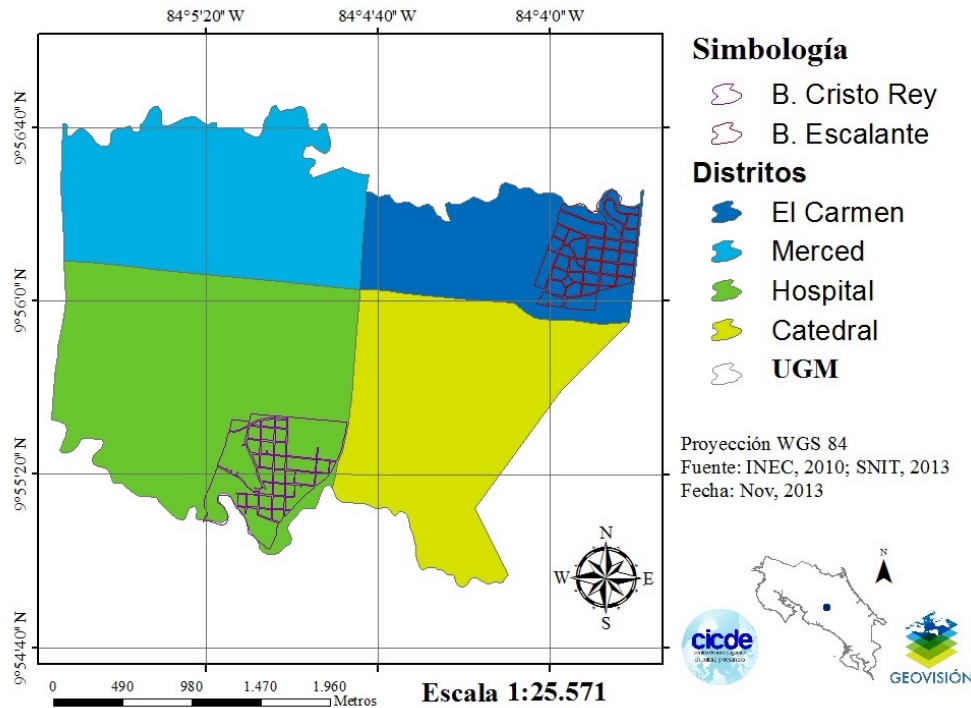 84°5'20" W
84°4'40" W
84°4'0" W
9°56'40" N
9°56'0" N
9°55'20" N
9°54'40" N
N
W
E
S
0
490
980
1.470
1.960
Metros
Escala 1:25.571
Simbología
B. Cristo Rey
B. Escalante
Distritos
El Carmen
Merced
Hospital
Catedral
UGM
Proyección WGS 84
Fuente: INEC, 2010; SNIT, 2013
Fecha: Nov, 2013
N
cicde
en cultura y desarrollo
GEOVISIÓN